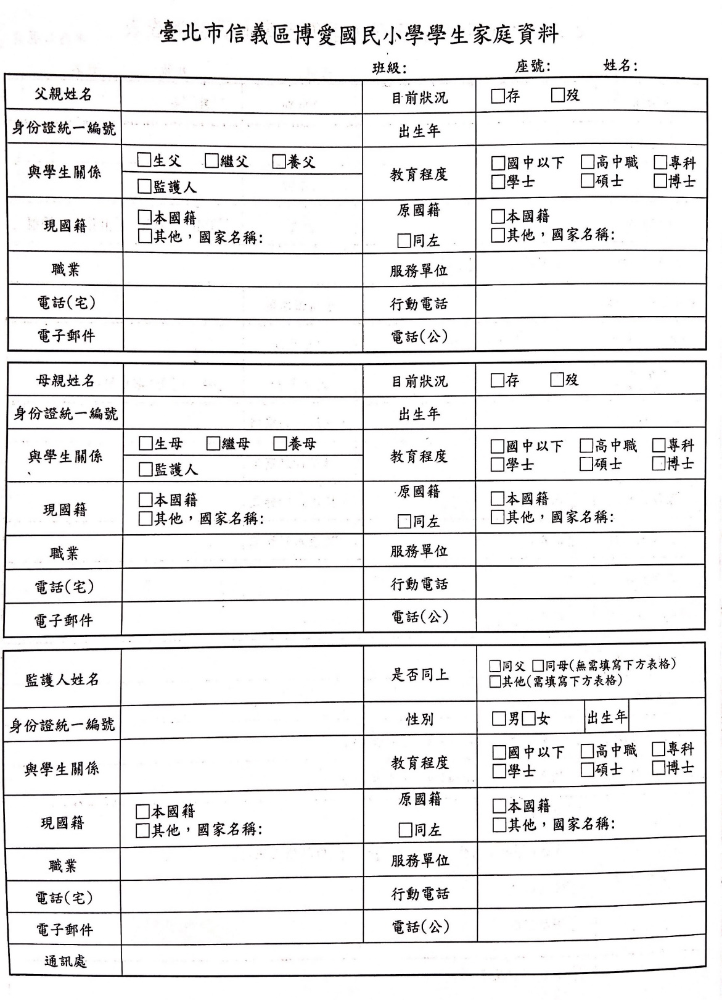 臺北市信義區博愛國民小學學生家庭資料
班級: 座號: 姓名:
父親姓名 目前狀況 □存 □歿
身份證統一編號 出生年
與學生關係 □生父 □繼父 □養父 □監護人 教育程度 □國中以下 □高中職 □專科 □學士 □碩士 □博士
現國籍 □本國籍 □其他，國家名稱: 原國籍 □同左 □本國籍 □其他，國家名稱:
職業 服務單位
電話(宅) 行動電話
電子郵件 電話(公)
母親姓名 目前狀況 □存 □歿
身份證統一編號 出生年
與學生關係 □生母 □繼母 □養母 □監護人 教育程度 □國中以下 □高中職 □專科 □學士 □碩士 □博士
現國籍 □本國籍 □其他，國家名稱: 原國籍 □同左 □本國籍 □其他，國家名稱:
職業 服務單位
電話(宅) 行動電話
電子郵件 電話(公)
監護人姓名 是否同上 □同父 □同母(無需填寫下方表格) □其他(需填寫下方表格)
身份證統一編號 性別 □男□女 出生年
與學生關係 教育程度 □國中以下 □高中職 □專科 □學士 □碩士 □博士
現國籍 □本國籍 □其他，國家名稱: 原國籍 □同左 □本國籍 □其他，國家名稱:
職業 服務單位
電話(宅) 行動電話
電子郵件 電話(公)
通訊處